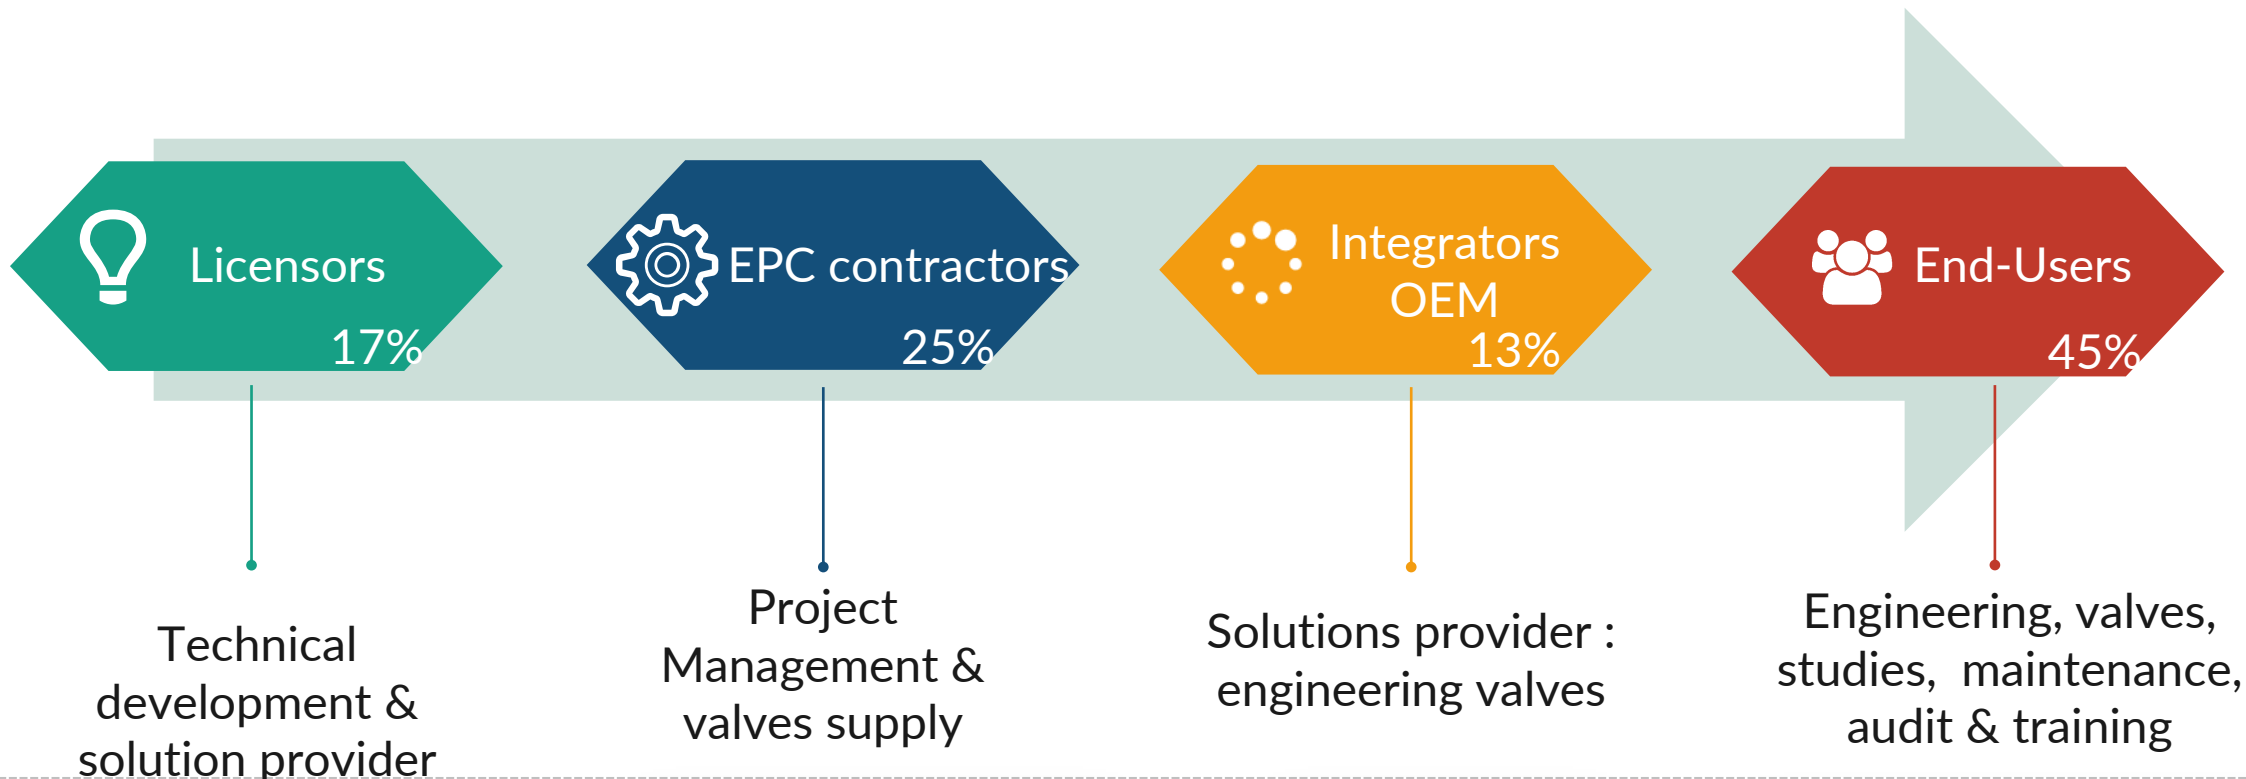 Licensors
17%
EPC contractors
25%
Integrators
OEM
13%
End-Users
45%
Technical
development &
solution provider
Project
Management &
valves supply
Solutions provider :
engineering valves
Engineering, valves,
studies,  maintenance,
audit & training